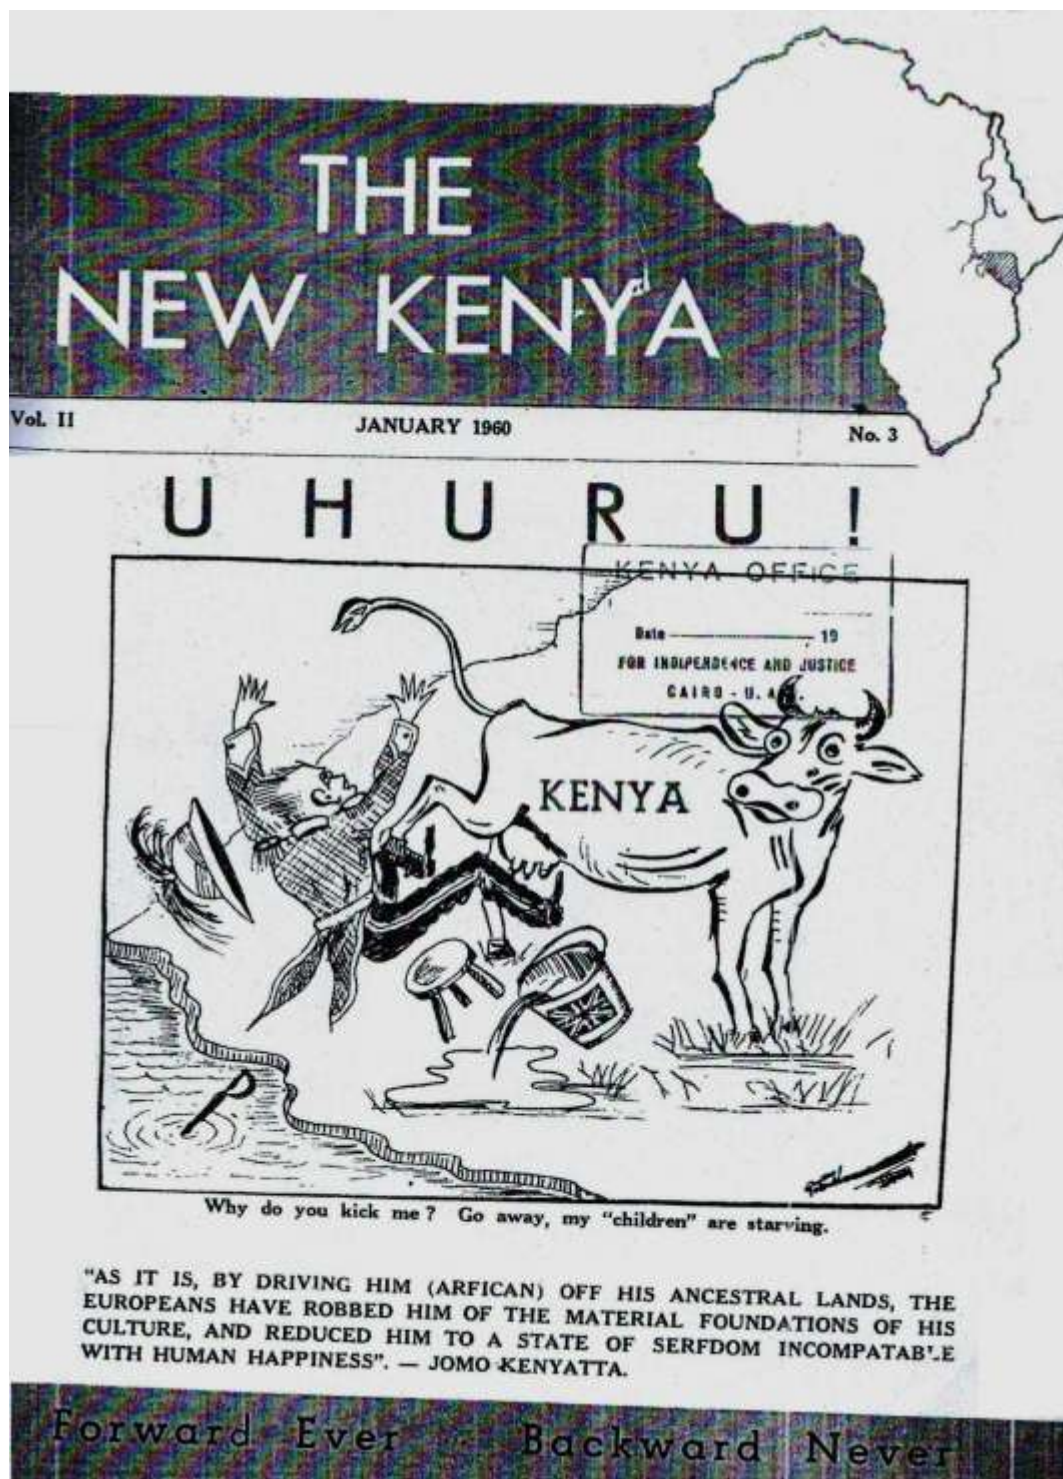 THE
NEW KENYA
Vol. II JANUARY 1960 No. 3
UHURU!
KENYA OFFICE
Date 19
FOR INDIPENDENCE AND JUSTICE
CAIRO - U.A.
KENYA
Why do you kick me? Go away, my "children" are starving.
"AS IT IS, BY DRIVING HIM (ARFICAN) OFF HIS ANCESTRAL LANDS, THE
EUROPEANS HAVE ROBBED HIM OF THE MATERIAL FOUNDATIONS OF HIS
CULTURE, AND REDUCED HIM TO A STATE OF SERFDOM INCOMPATABLE
WITH HUMAN HAPPINESS". — JOMO KENYATTA.
Forward Ever - Backward Never